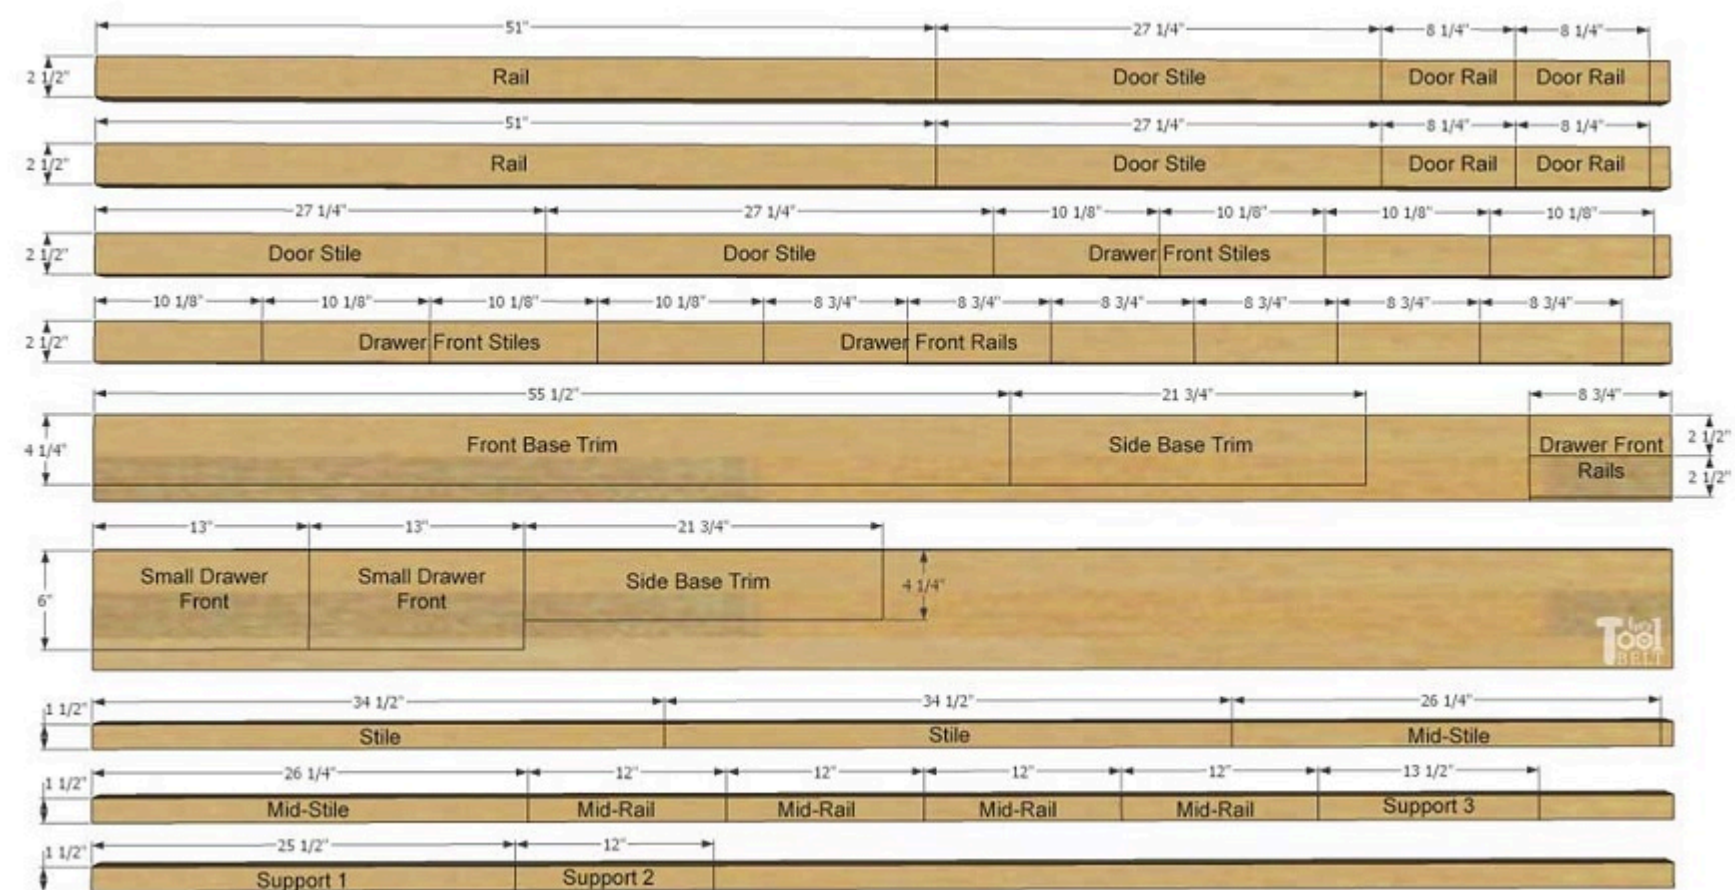 51" 27 1/4" 8 1/4" 8 1/4"
2 1/2" Rail Door Stile Door Rail Door Rail
51" 27 1/4" 8 1/4" 8 1/4"
2 1/2" Rail Door Stile Door Rail Door Rail
27 1/4" 27 1/4" 10 1/8" 10 1/8" 10 1/8" 10 1/8"
2 1/2" Door Stile Door Stile Drawer Front Stiles
10 1/8" 10 1/8" 10 1/8" 10 1/8" 8 3/4" 8 3/4" 8 3/4" 8 3/4" 8 3/4" 8 3/4"
2 1/2" Drawer Front Stiles Drawer Front Rails
55 1/2" 21 3/4" 8 3/4"
4 1/4" Front Base Trim Side Base Trim Drawer Front 2 1/2"
Rails 2 1/2"
13" 13" 21 3/4"
Small Drawer Small Drawer Side Base Trim 4 1/4"
6" Front Front
Tool
BELT
34 1/2" 34 1/2" 26 1/4"
1 1/2" Stile Stile Mid-Stile
26 1/4" 12" 12" 12" 12" 13 1/2"
1 1/2" Mid-Stile Mid-Rail Mid-Rail Mid-Rail Mid-Rail Support 3
25 1/2" 12"
1 1/2" Support 1 Support 2